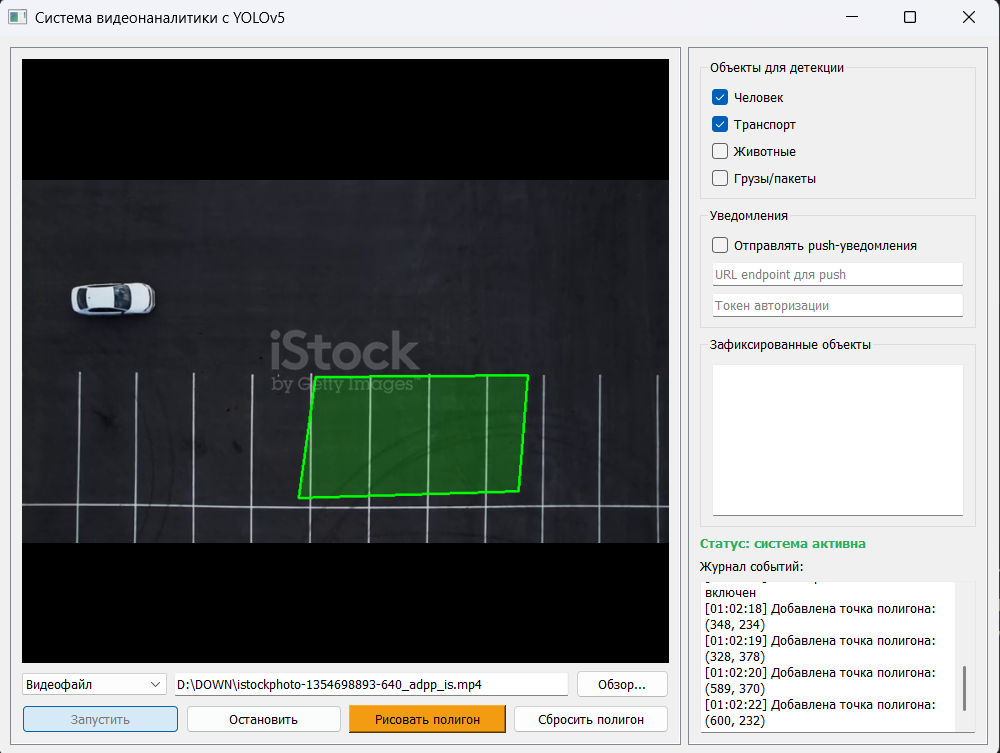 Система видеонаналитики с YOLOv5
iStock
by Getty Images™
Видеофайл
D:\DOWN\istockphoto-1354698893-640_adpp_is.mp4
Обзор...
Запустить
Остановить
Рисовать полигон
Сбросить полигон
Объекты для детекции
Человек
Транспорт
Животные
Грузы/пакеты
Уведомления
Отправлять push-уведомления
URL endpoint для push
Токен авторизации
Зафиксированные объекты
Статус: система активна
Журнал событий:
включен
[01:02:18] Добавлена точка полигона:
(348, 234)
[01:02:19] Добавлена точка полигона:
(328, 378)
[01:02:20] Добавлена точка полигона:
(589, 370)
[01:02:22] Добавлена точка полигона:
(600, 232)